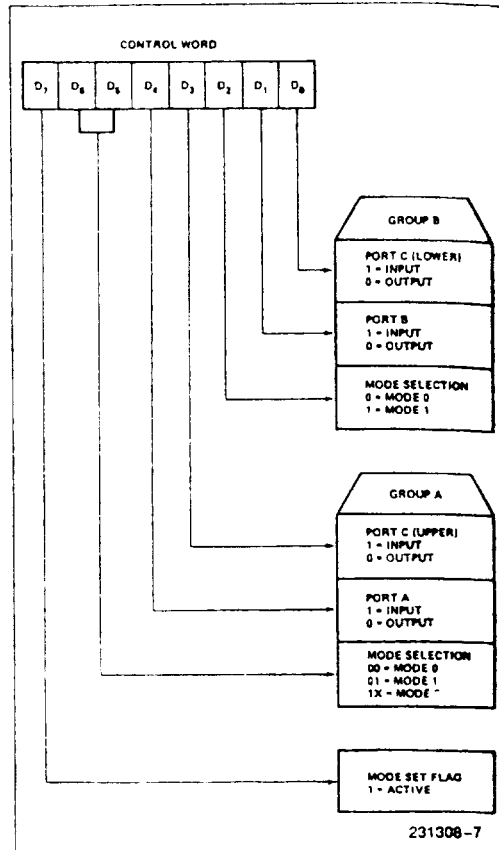 CONTROL WORD
D7 D6 D5 D4 D3 D2 D1 D0
GROUP B
PORT C (LOWER)
1 = INPUT
0 = OUTPUT
PORT B
1 = INPUT
0 = OUTPUT
MODE SELECTION
0 = MODE 0
1 = MODE 1
GROUP A
PORT C (UPPER)
1 = INPUT
0 = OUTPUT
PORT A
1 = INPUT
0 = OUTPUT
MODE SELECTION
00 = MODE 0
01 = MODE 1
1X = MODE
MODE SET FLAG
1 = ACTIVE
231308-7